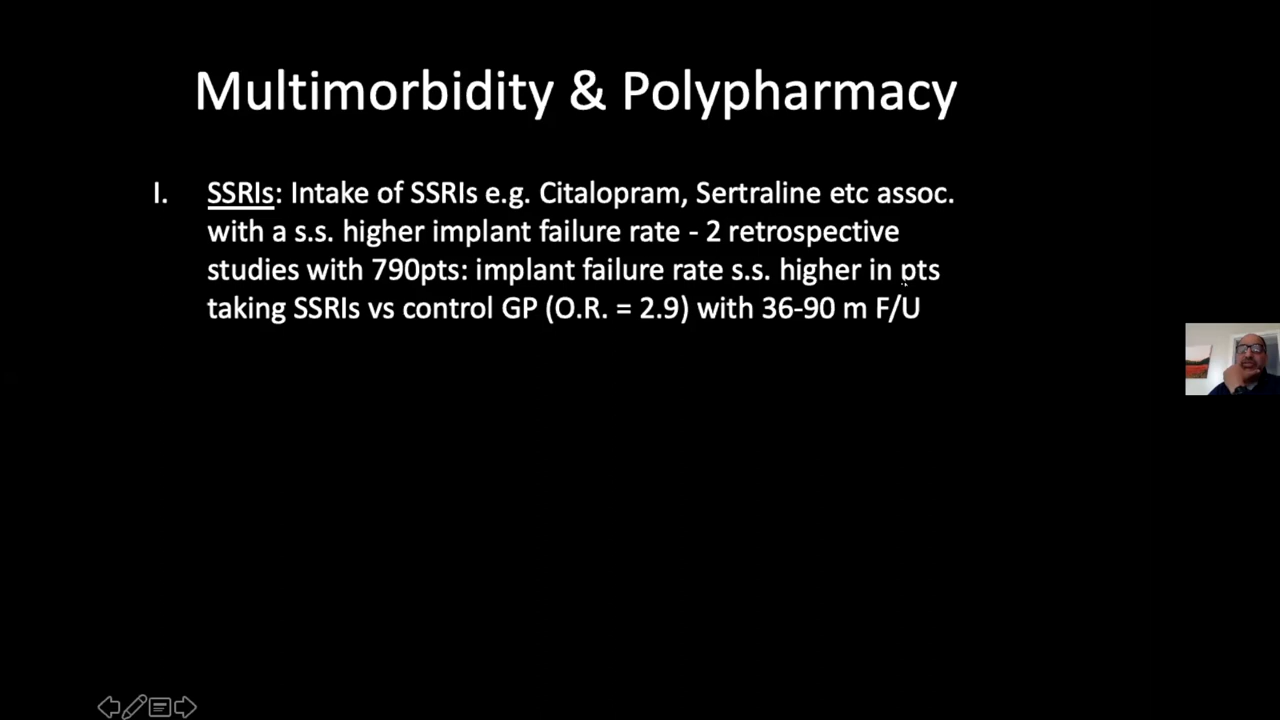 Multimorbidity & Polypharmacy
I. SSRIs: Intake of SSRIs e.g. Citalopram, Sertraline etc assoc.
with a s.s. higher implant failure rate - 2 retrospective
studies with 790pts: implant failure rate s.s. higher in pts
taking SSRIs vs control GP (O.R. = 2.9) with 36-90 m F/U